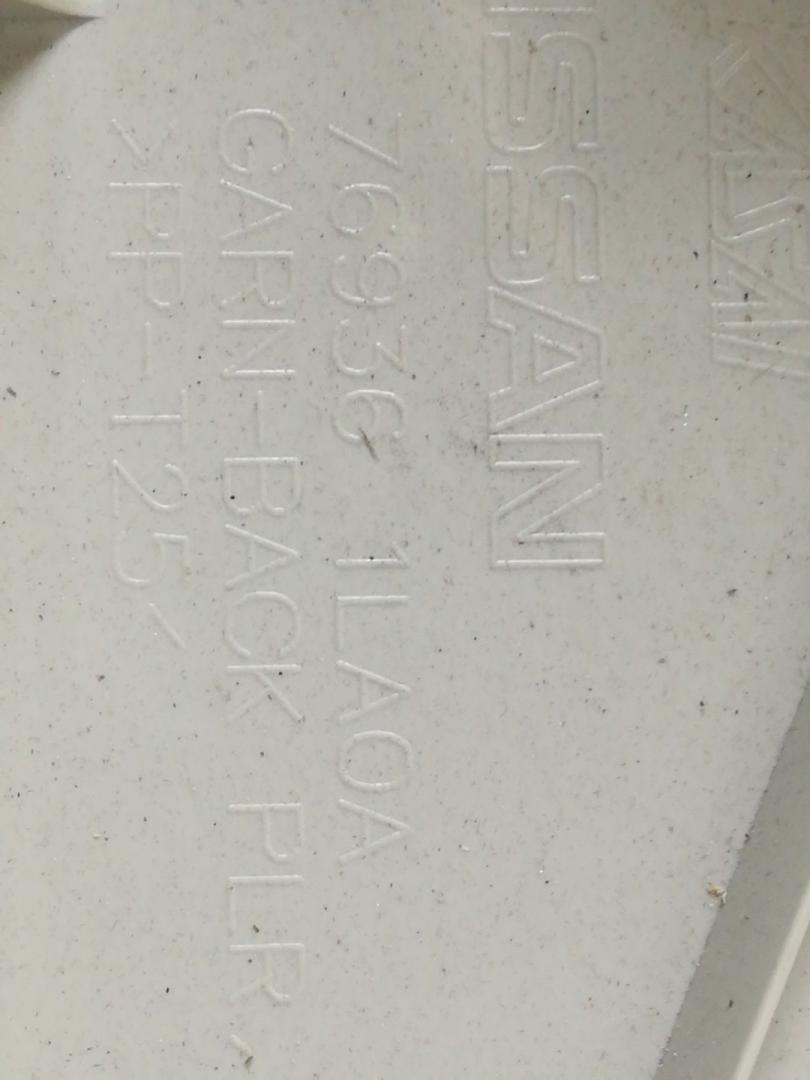 ISSAN
76936 1LA0A
GARN-BACK PLR
>PP-T25<